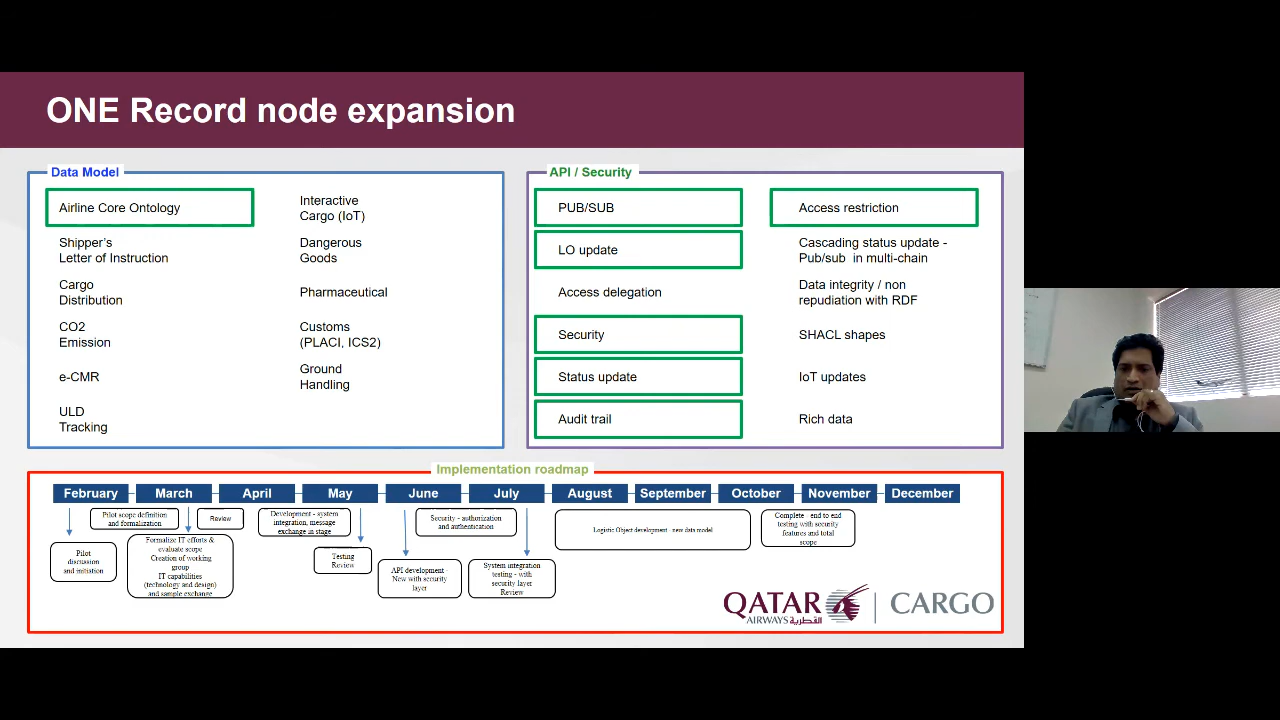 ONE Record node expansion
Data Model
Airline Core Ontology
Shipper's
Letter of Instruction
Cargo
Distribution
CO2
Emission
e-CMR
ULD
Tracking
Interactive
Cargo (IoT)
Dangerous
Goods
Pharmaceutical
Customs
(PLACI, ICS2)
Ground
Handling
API / Security
PUB/SUB
LO update
Access delegation
Security
Status update
Audit trail
Access restriction
Cascading status update -
Pub/sub in multi-chain
Data integrity / non
repudiation with RDF
SHACL shapes
IoT updates
Rich data
Implementation roadmap
February
March
April
May
June
July
August
September
October
November
December
Pilot
discussion
and initiation
Pilot scope definition
and formalization
Formalize IT efforts &
evaluate scope
Creation of working
group
IT capabilities
(technology and design)
and sample exchange
Review
Development - system
integration, message
exchange in stage
Testing
Review
API development -
New with security
layer
Security - authorization
and authentication
System integration
testing - with
security layer
Review
Logistic Object development - new data model
Complete - end to end
testing with security
features and total
scope
QATAR
AIRWAYS القطرية
CARGO